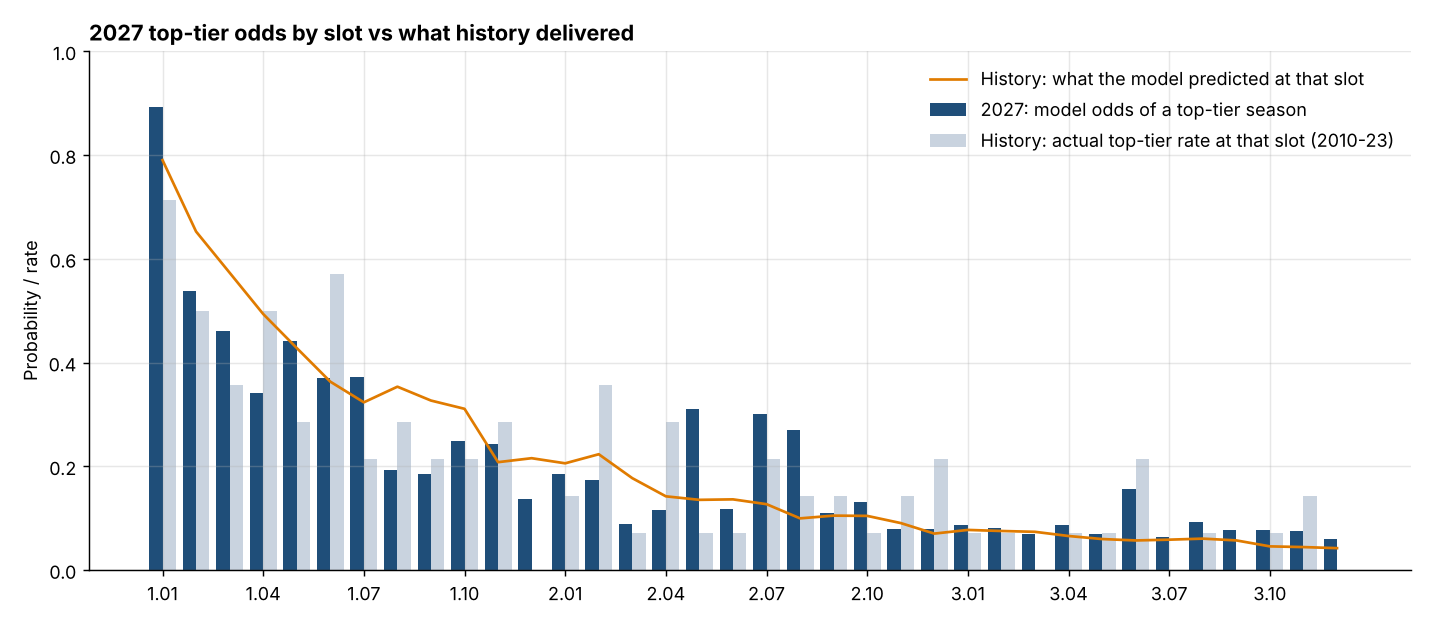 2027 top-tier odds by slot vs what history delivered
History: what the model predicted at that slot
2027: model odds of a top-tier season
History: actual top-tier rate at that slot (2010-23)
Probability / rate
1.0
0.8
0.6
0.4
0.2
0.0
1.01 1.04 1.07 1.10 2.01 2.04 2.07 2.10 3.01 3.04 3.07 3.10